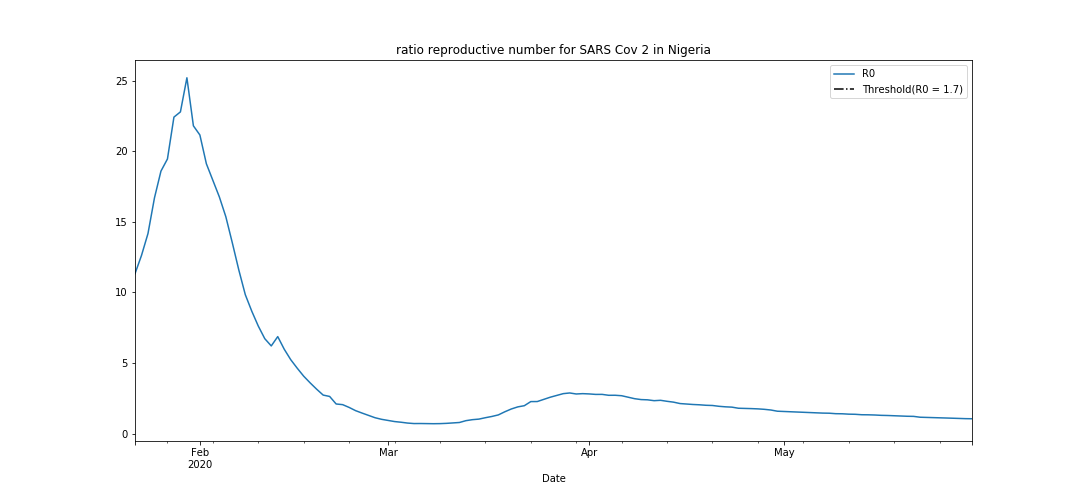 ratio reproductive number for SARS Cov 2 in Nigeria
R0
Threshold(R0 = 1.7)
25
20
15
10
5
0
Feb
2020
Mar
Apr
May
Date